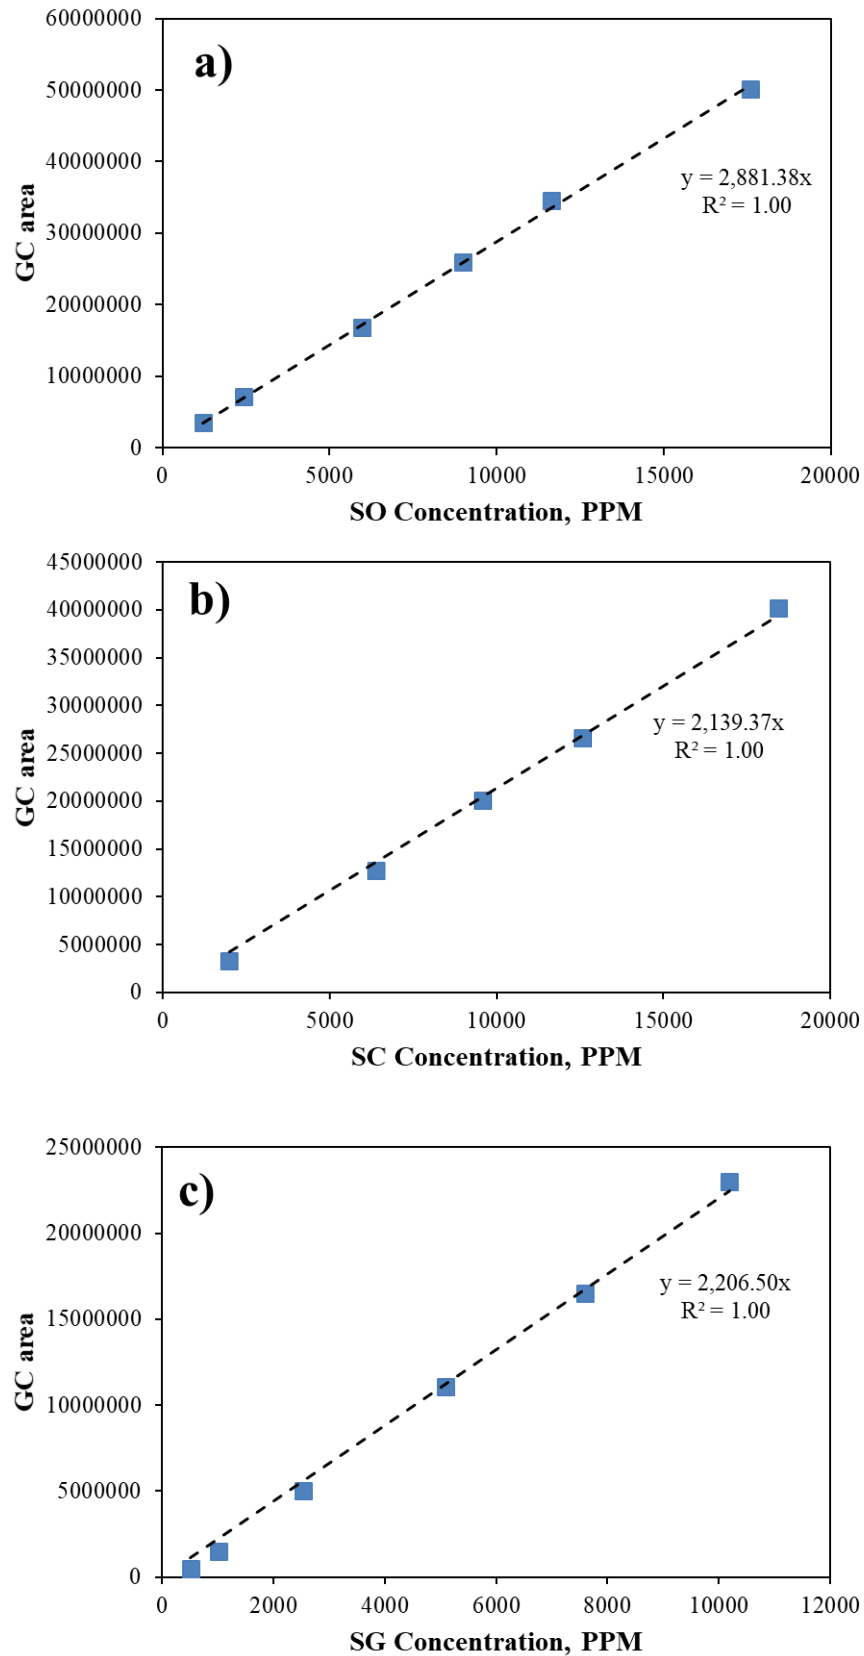 a)
60000000
50000000
40000000
30000000
20000000
10000000
0
GC area
y = 2,881.38x
R² = 1.00
0 5000 10000 15000 20000
SO Concentration, PPM
b)
45000000
40000000
35000000
30000000
25000000
20000000
15000000
10000000
5000000
0
GC area
y = 2,139.37x
R² = 1.00
0 5000 10000 15000 20000
SC Concentration, PPM
c)
25000000
20000000
15000000
10000000
5000000
0
GC area
y = 2,206.50x
R² = 1.00
0 2000 4000 6000 8000 10000 12000
SG Concentration, PPM